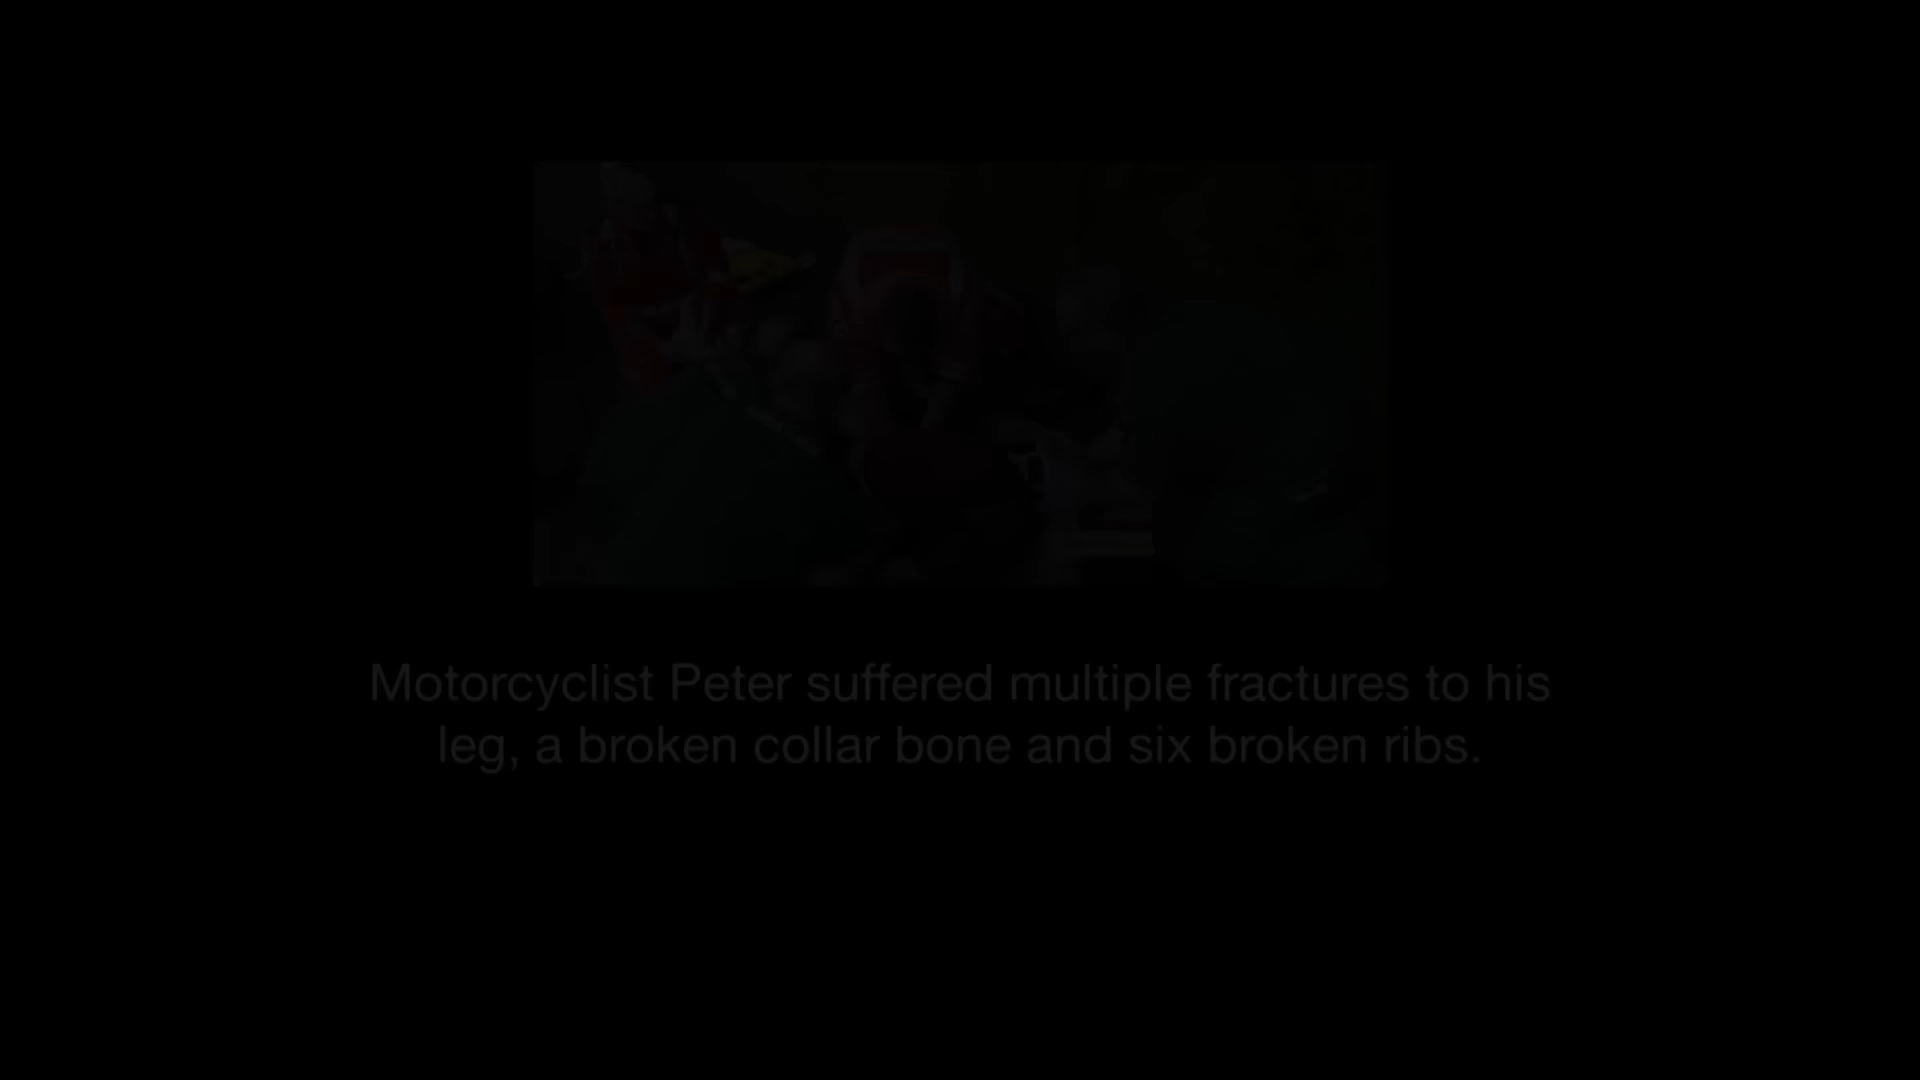 Motorcyclist Peter suffered multiple fractures to his
leg, a broken collar bone and six broken ribs.